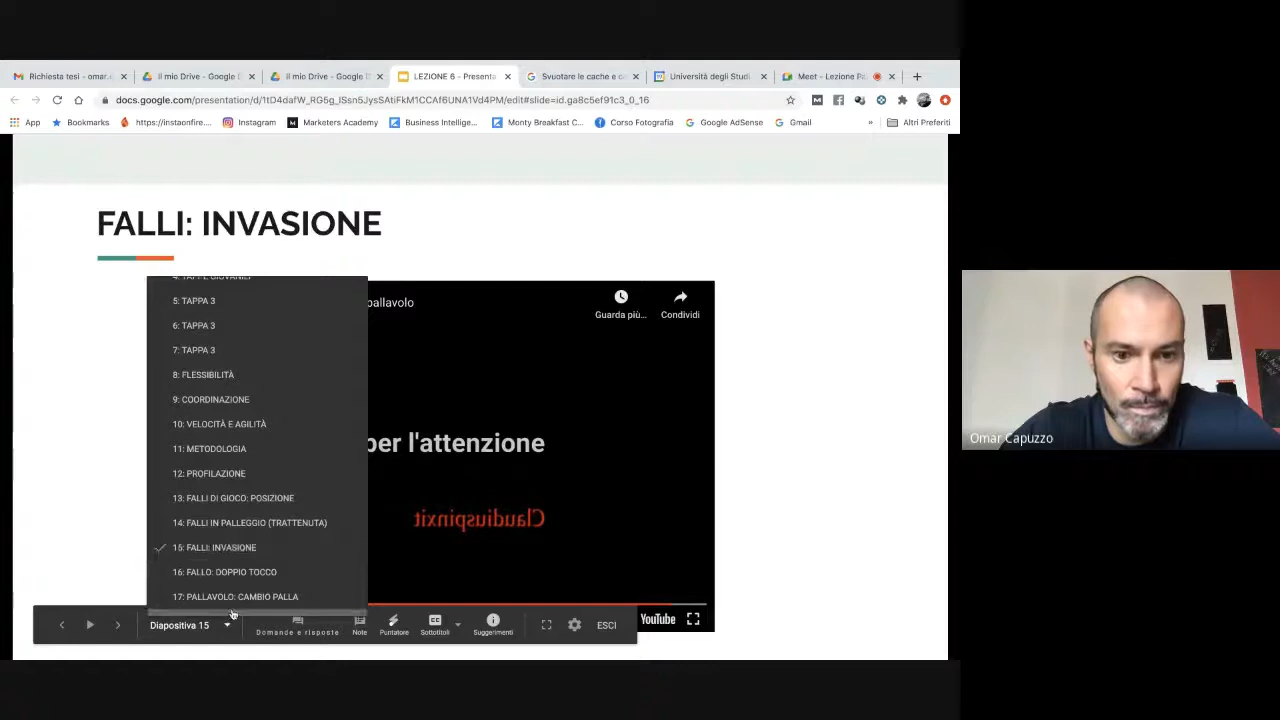 Richiesta tesi - omar.c
Il mio Drive - Google D
Il mio Drive - Google D
LEZIONE 6 - Presenta
Svuotare le cache e c
Università degli Studi
Meet - Lezione Pa
docs.google.com/presentation/d/1tD4dafW_RG5g_ISsn5JysSAtiFkM1CCAf6UNA1Vd4PM/edit#slide=id.ga8c5ef91c3_0_16
App
Bookmarks
https://instaonfire....
Instagram
Marketers Academy
Business Intellige...
Monty Breakfast C...
Corso Fotografia
Google AdSense
Gmail
»
Altri Preferiti
FALLI: INVASIONE
4: TAPPE GIOVANILI
5: TAPPA 3
6: TAPPA 3
7: TAPPA 3
8: FLESSIBILITÀ
9: COORDINAZIONE
10: VELOCITÀ E AGILITÀ
11: METODOLOGIA
12: PROFILAZIONE
13: FALLI DI GIOCO: POSIZIONE
14: FALLI IN PALLEGGIO (TRATTENUTA)
15: FALLI: INVASIONE
16: FALLO: DOPPIO TOCCO
17: PALLAVOLO: CAMBIO PALLA
pallavolo
Guarda più...
Condividi
per l'attenzione
Claudiuspinxit
Diapositiva 15
Domande e risposte
Note
Puntatore
Sottotitoli
Suggerimenti
ESCI
YouTube
Omar Capuzzo